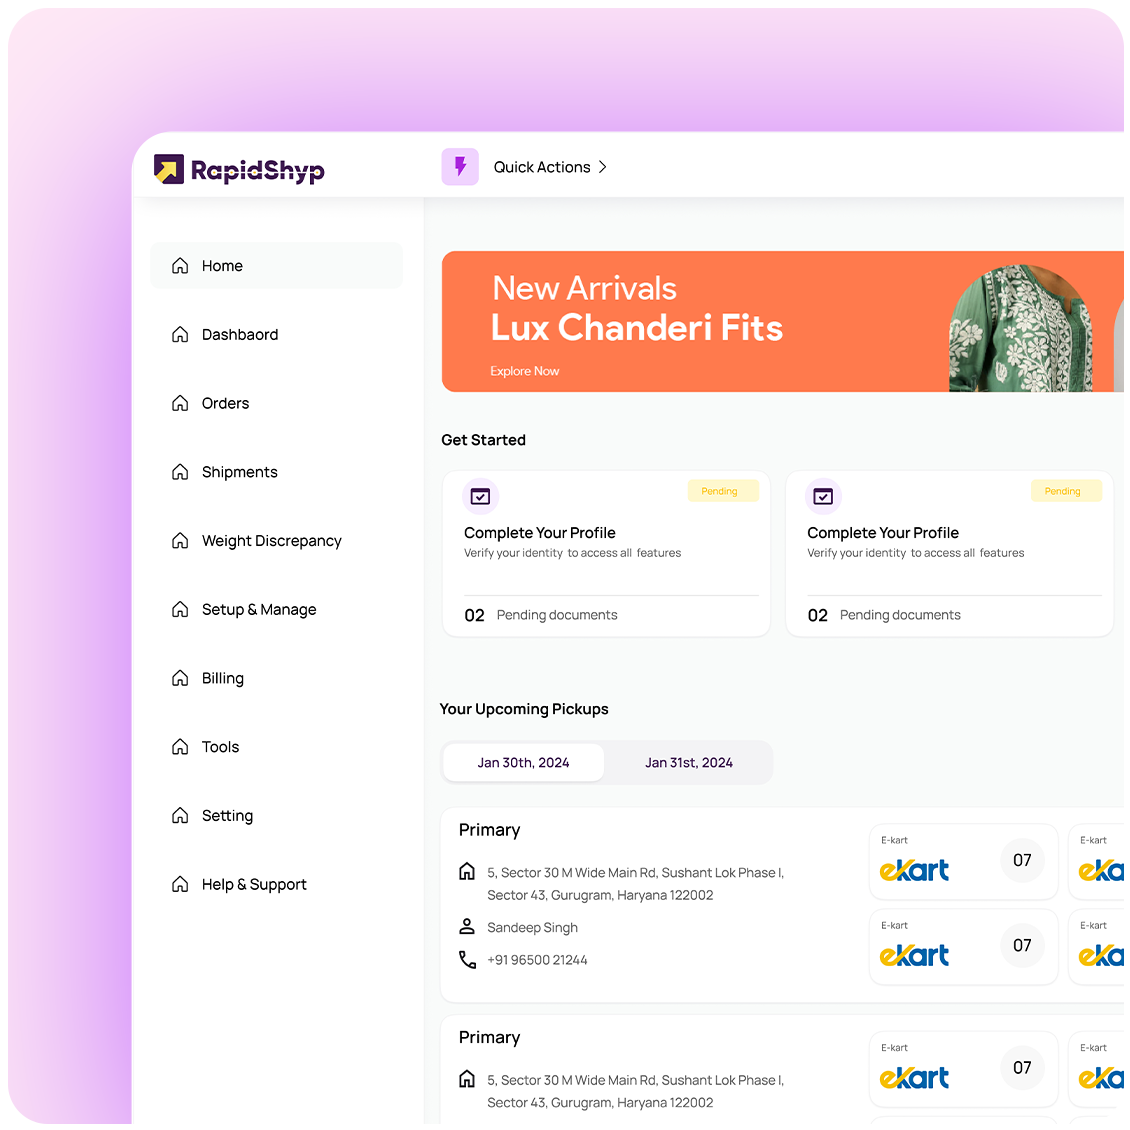 RapidShyp
Quick Actions
Home
Dashbaord
Orders
Shipments
Weight Discrepancy
Setup & Manage
Billing
Tools
Setting
Help & Support
New Arrivals
Lux Chanderi Fits
Explore Now
Get Started
Pending
Complete Your Profile
Verify your identity to access all features
02 Pending documents
Pending
Complete Your Profile
Verify your identity to access all features
02 Pending documents
Your Upcoming Pickups
Jan 30th, 2024
Jan 31st, 2024
Primary
5, Sector 30 M Wide Main Rd, Sushant Lok Phase I,
Sector 43, Gurugram, Haryana 122002
Sandeep Singh
+91 96500 21244
E-kart
ekart
07
E-kart
eka
E-kart
ekart
07
E-kart
eka
Primary
5, Sector 30 M Wide Main Rd, Sushant Lok Phase I,
Sector 43, Gurugram, Haryana 122002
E-kart
ekart
07
E-kart
eka